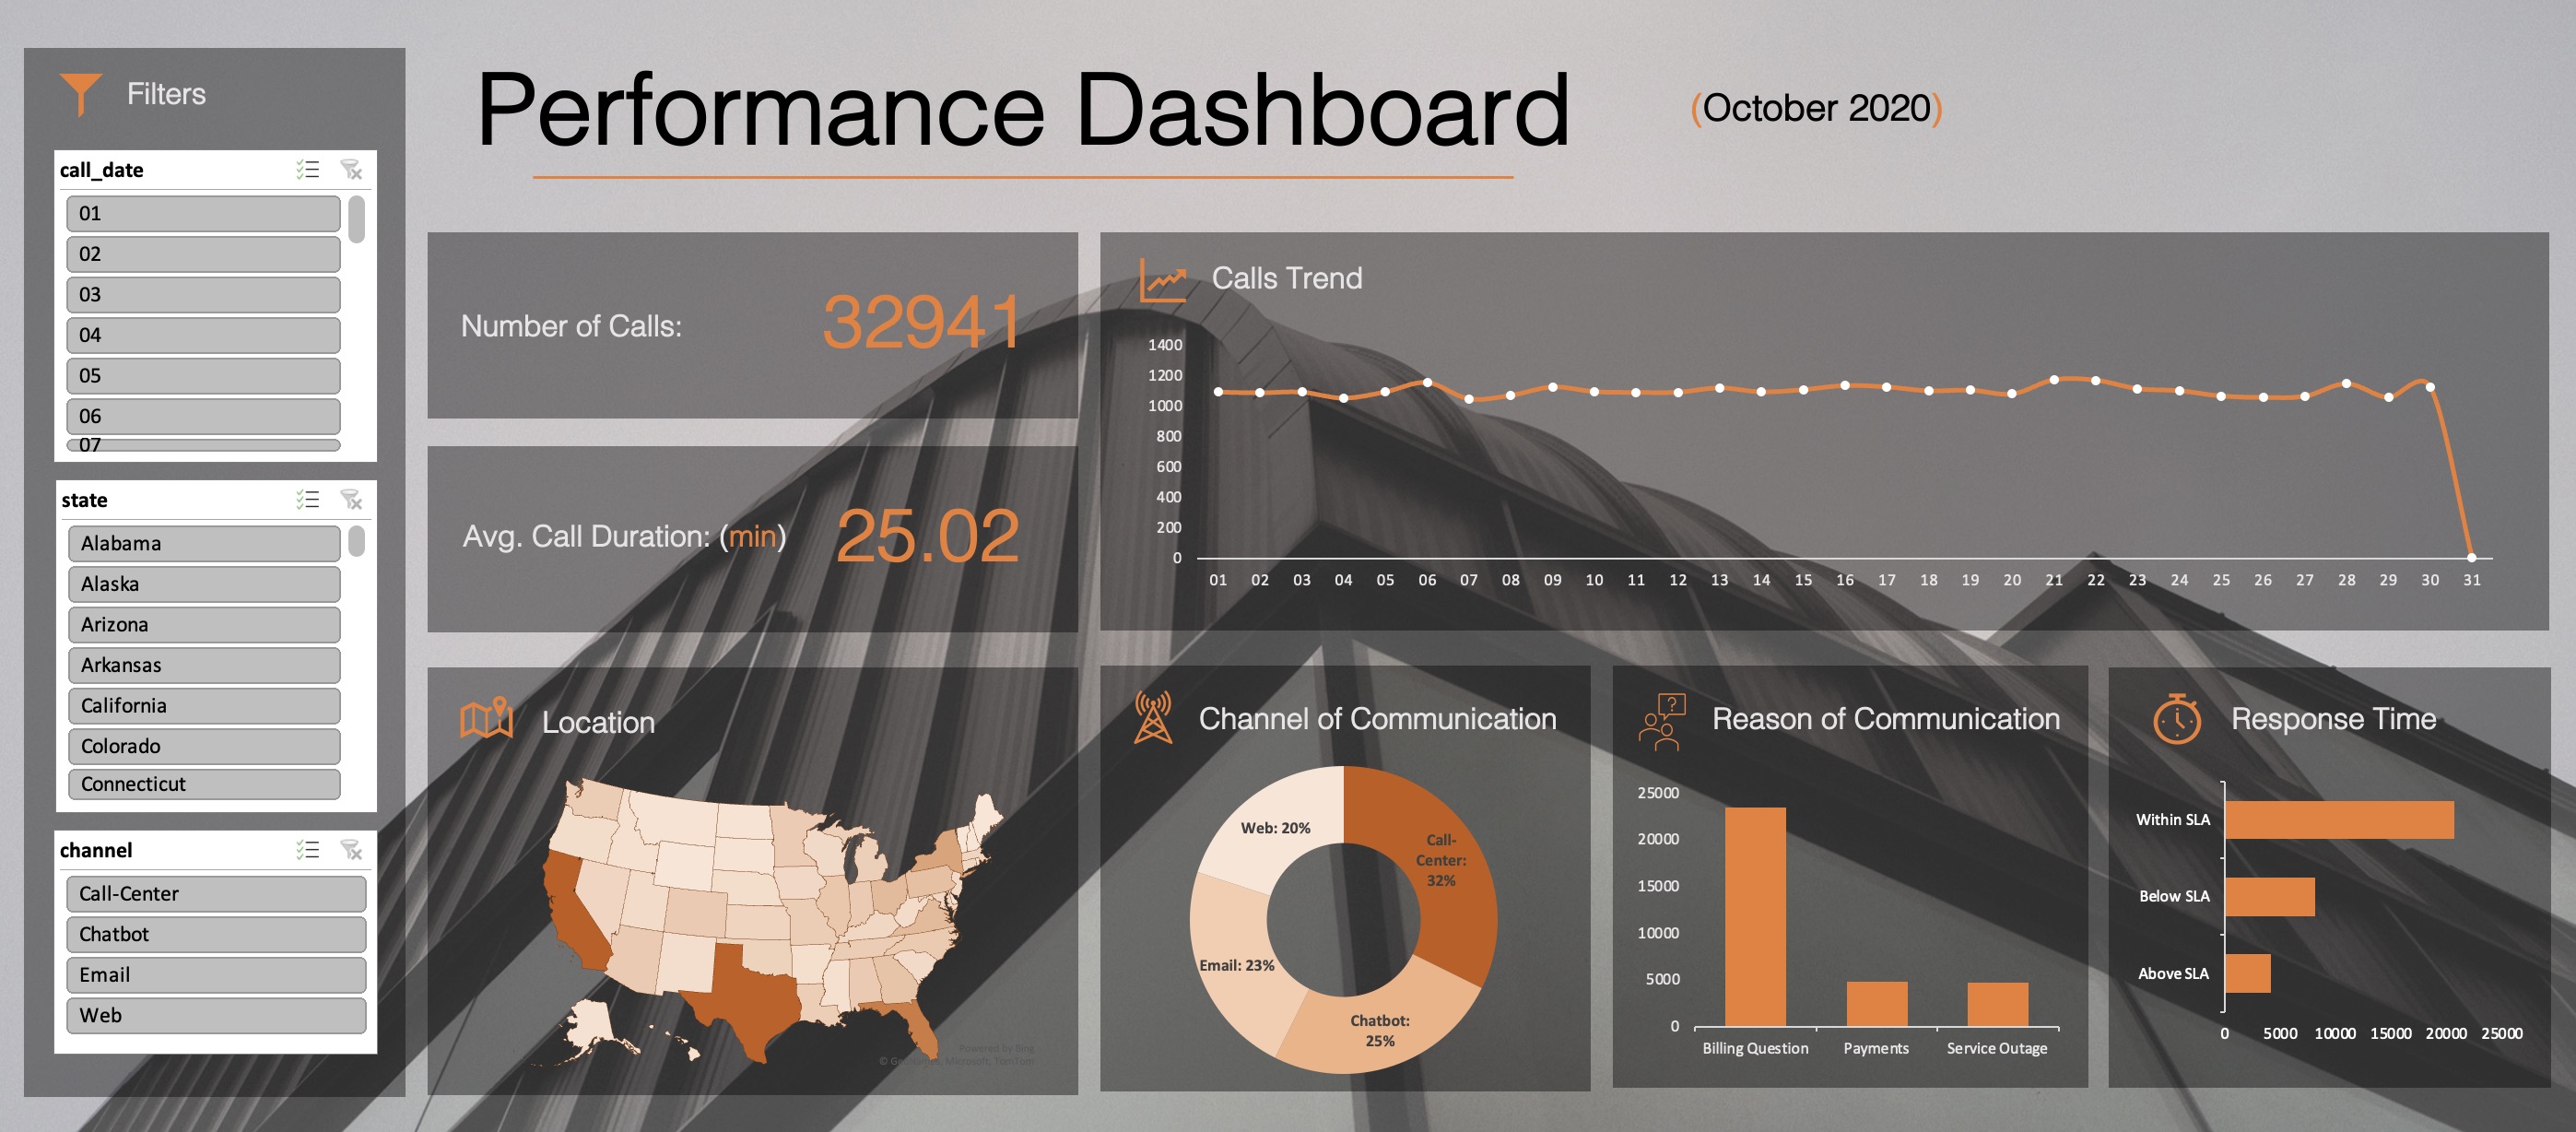 Performance Dashboard
(October 2020)
Filters
call_date
01
02
03
04
05
06
07
state
Alabama
Alaska
Arizona
Arkansas
California
Colorado
Connecticut
channel
Call-Center
Chatbot
Email
Web
Number of Calls:
32941
Avg. Call Duration: (min)
25.02
Calls Trend
1400
1200
1000
800
600
400
200
0
01 02 03 04 05 06 07 08 09 10 11 12 13 14 15 16 17 18 19 20 21 22 23 24 25 26 27 28 29 30 31
Location
Powered by Bing
Microsoft, TomTom
Channel of Communication
Web: 20%
Call-
Center:
32%
Email: 23%
Chatbot:
25%
Reason of Communication
?
25000
20000
15000
10000
5000
0
Billing Question Payments Service Outage
Response Time
Within SLA
Below SLA
Above SLA
0 5000 10000 15000 20000 25000